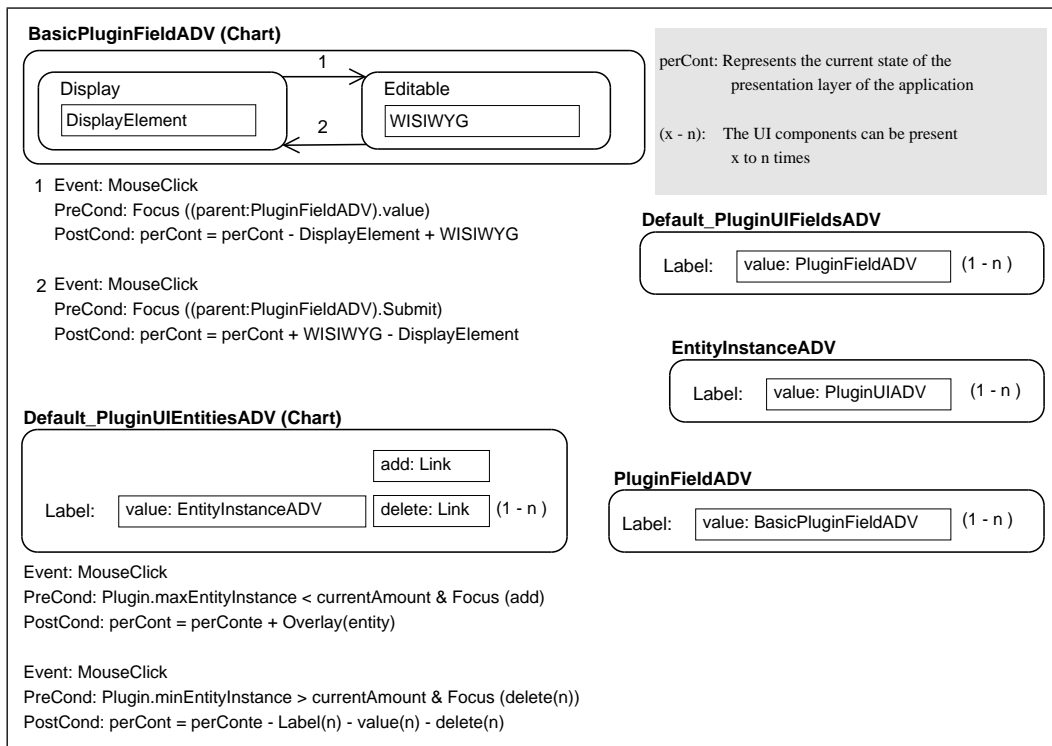 BasicPluginFieldADV (Chart)
1
Display
DisplayElement
Editable
WISIWYG
2
perCont: Represents the current state of the
presentation layer of the application
(x - n): The UI components can be present
x to n times
1 Event: MouseClick
PreCond: Focus ((parent:PluginFieldADV).value)
PostCond: perCont = perCont - DisplayElement + WISIWYG
2 Event: MouseClick
PreCond: Focus ((parent:PluginFieldADV).Submit)
PostCond: perCont = perCont + WISIWYG - DisplayElement
Default_PluginUIFieldsADV
Label: value: PluginFieldADV (1 - n )
EntityInstanceADV
Label: value: PluginUIADV (1 - n )
Default_PluginUIEntitiesADV (Chart)
add: Link
Label: value: EntityInstanceADV delete: Link (1 - n )
PluginFieldADV
Label: value: BasicPluginFieldADV (1 - n )
Event: MouseClick
PreCond: Plugin.maxEntityInstance < currentAmount & Focus (add)
PostCond: perCont = perConte + Overlay(entity)
Event: MouseClick
PreCond: Plugin.minEntityInstance > currentAmount & Focus (delete(n))
PostCond: perCont = perConte - Label(n) - value(n) - delete(n)